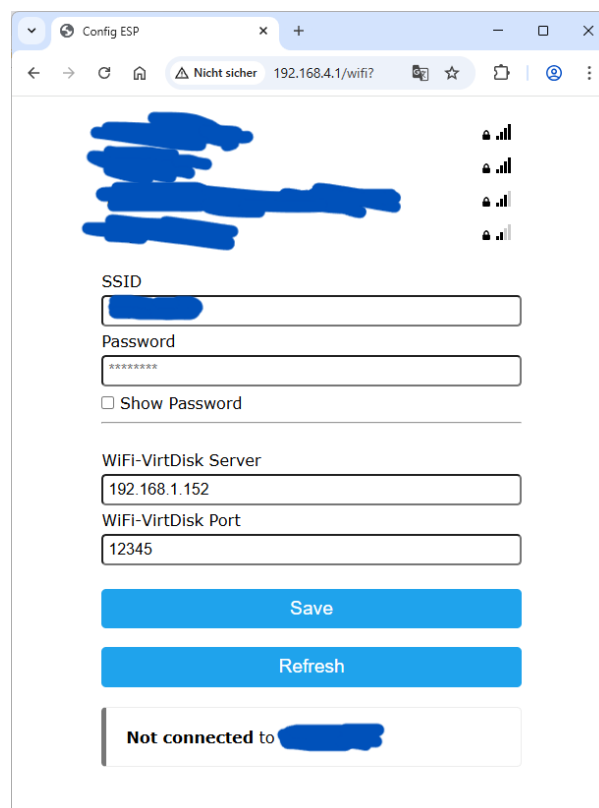 Config ESP
Nicht sicher 192.168.4.1/wifi?
SSID
Password
********
Show Password
WiFi-VirtDisk Server
192.168.1.152
WiFi-VirtDisk Port
12345
Save
Refresh
Not connected to